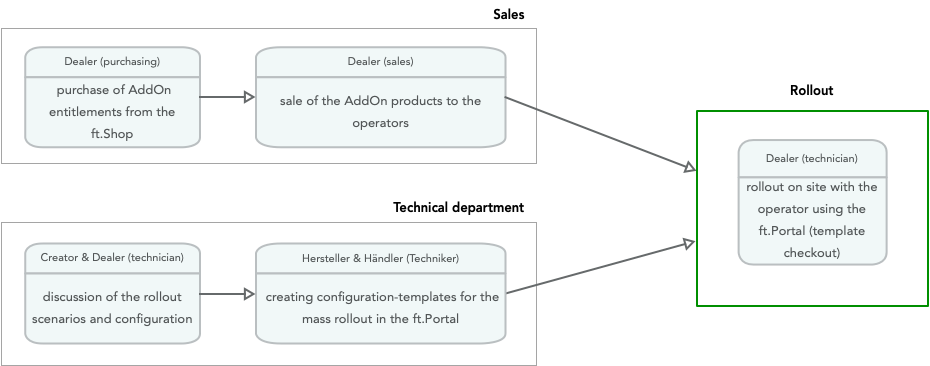 Sales
Dealer (purchasing)
purchase of AddOn
entitlements from the
ft.Shop
Dealer (sales)
sale of the AddOn products to the
operators
Technical department
Creator & Dealer (technician)
discussion of the rollout
scenarios and configuration
Hersteller & Händler (Techniker)
creating configuration-templates for the
mass rollout in the ft.Portal
Rollout
Dealer (technician)
rollout on site with the
operator using the
ft.Portal (template
checkout)